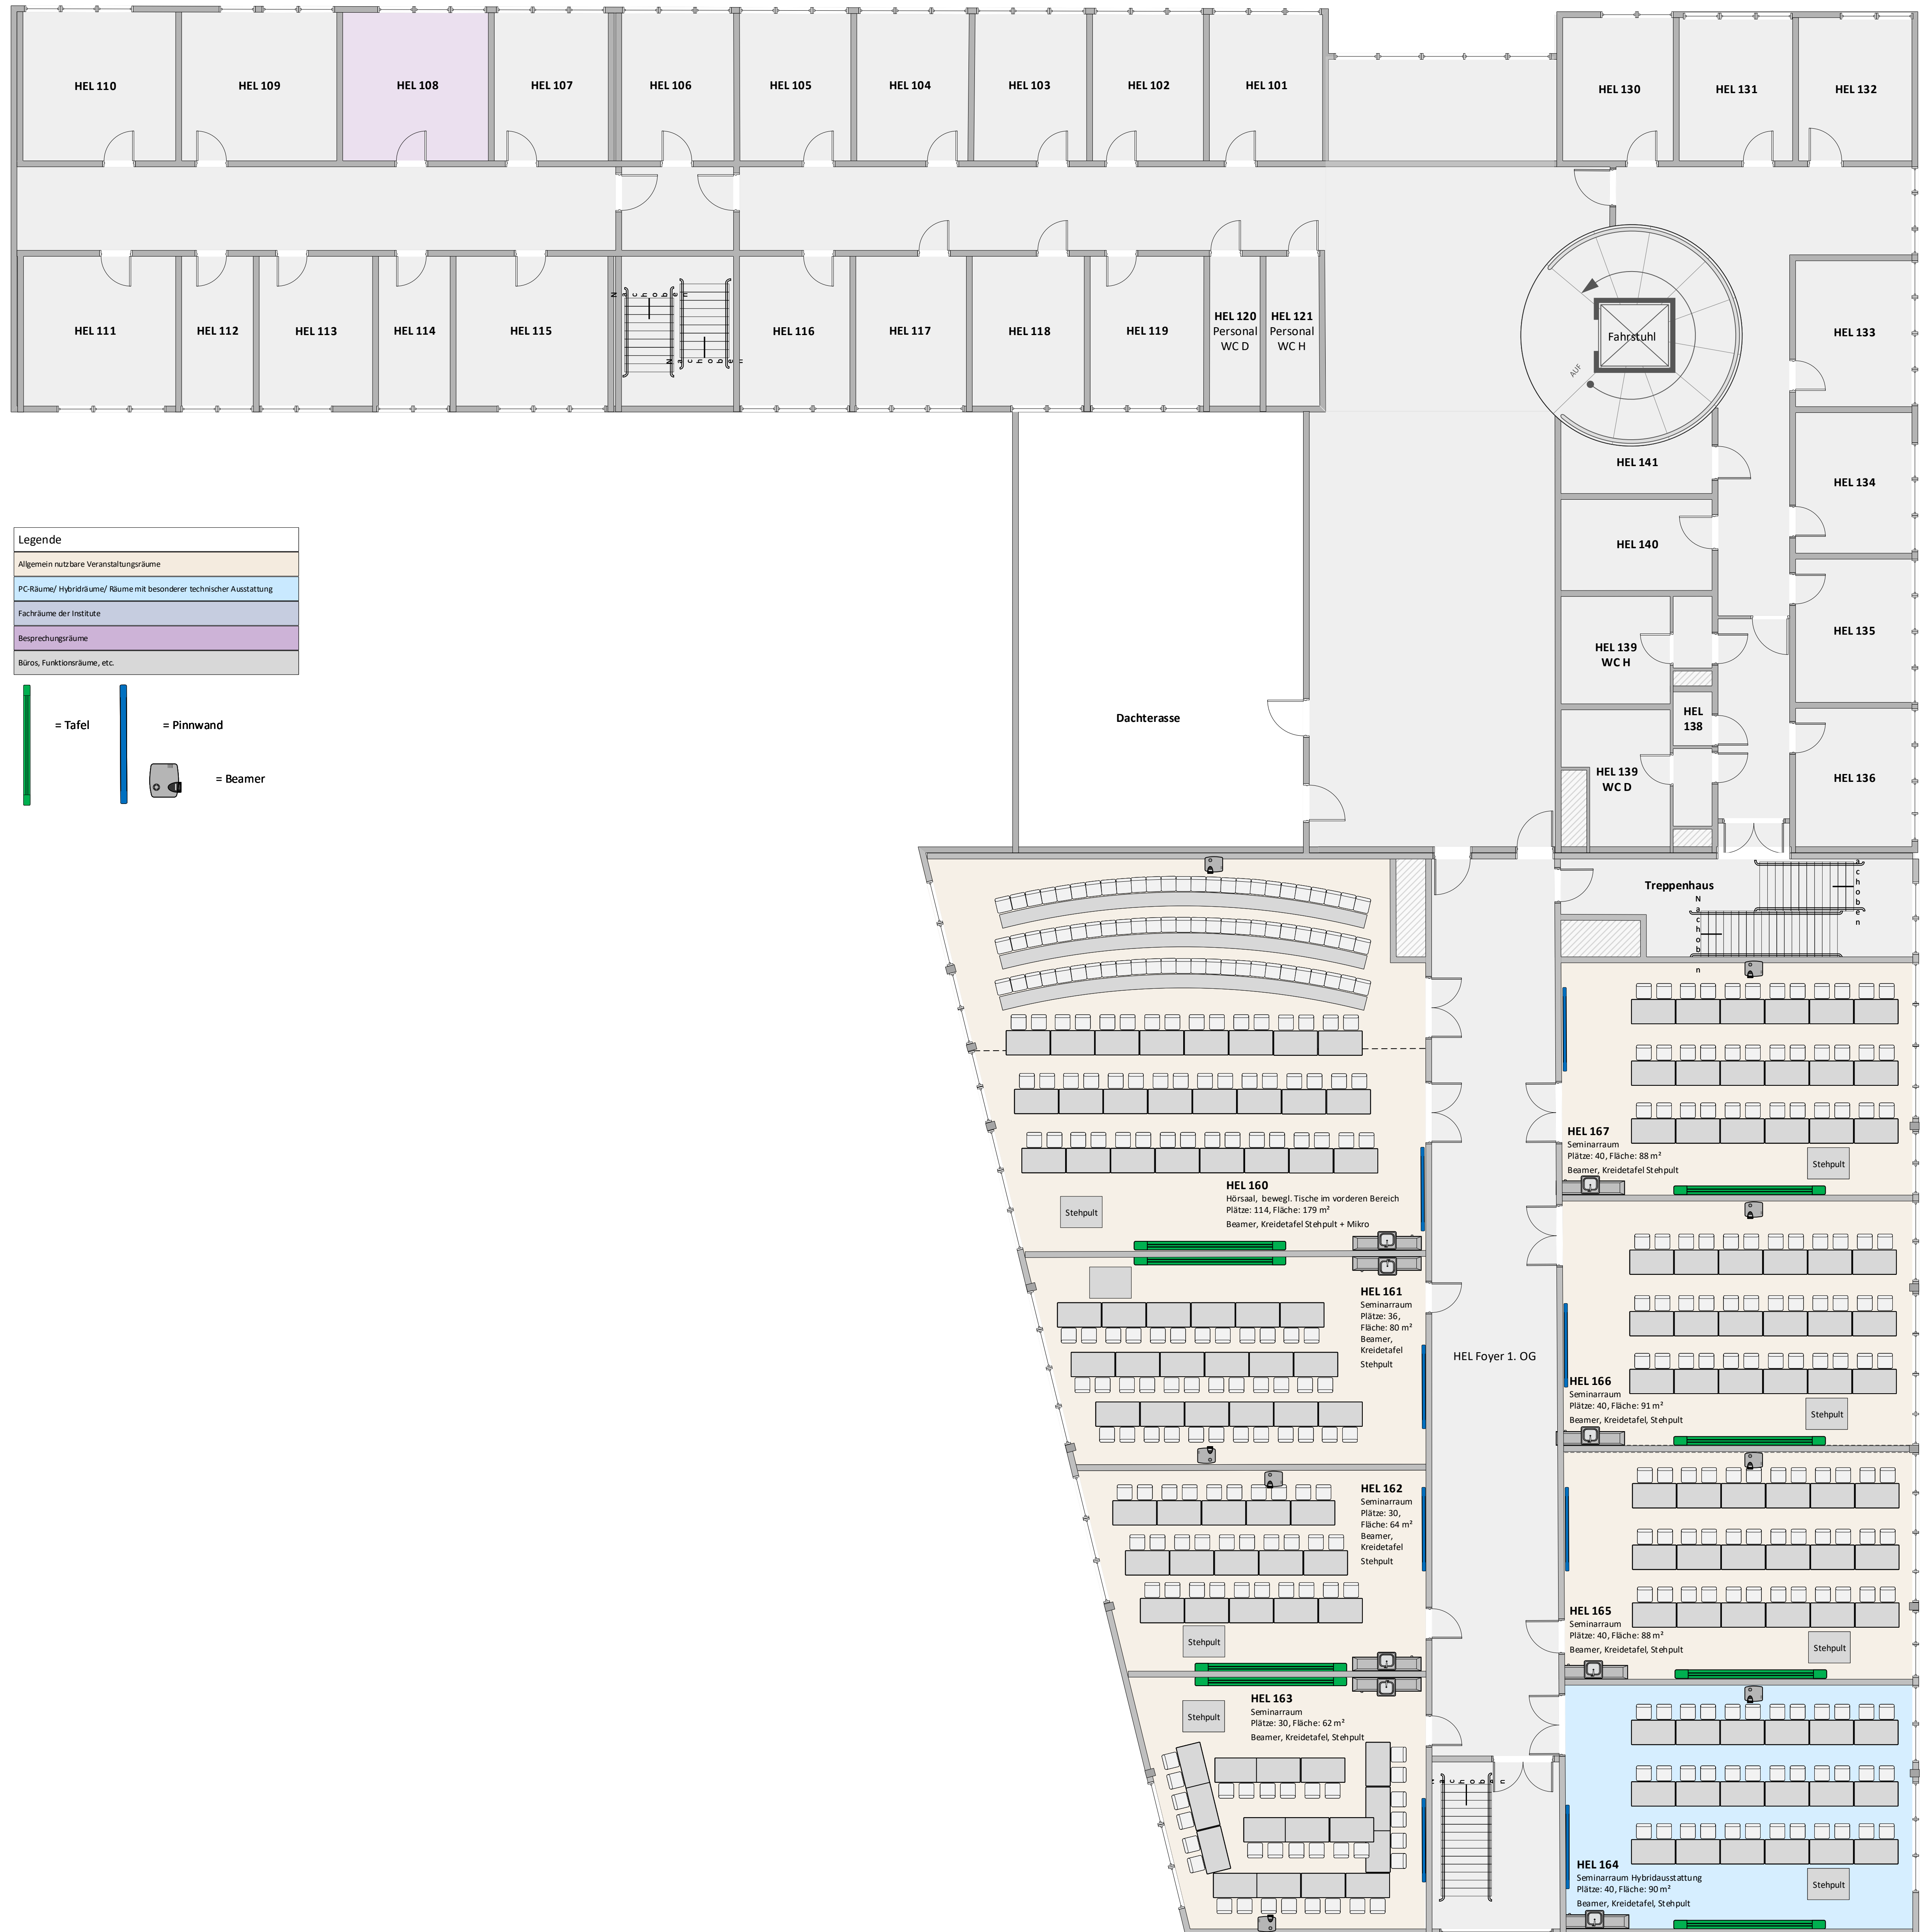 HEL 110
HEL 109
HEL 108
HEL 107
HEL 106
HEL 105
HEL 104
HEL 103
HEL 102
HEL 101
HEL 130
HEL 131
HEL 132
HEL 111
HEL 112
HEL 113
HEL 114
HEL 115
Nach oben
Nach oben
HEL 116
HEL 117
HEL 118
HEL 119
HEL 120
Personal
WC D
HEL 121
Personal
WC H
Fahrstuhl
AUF
HEL 133
HEL 141
HEL 134
HEL 140
HEL 139
WC H
HEL 135
HEL
138
HEL 139
WC D
HEL 136
Legende
Allgemein nutzbare Veranstaltungsräume
PC-Räume/ Hybridräume/ Räume mit besonderer technischer Ausstattung
Fachräume der Institute
Besprechungsräume
Büros, Funktionsräume, etc.
= Tafel
= Pinnwand
= Beamer
Dachterasse
Treppenhaus
HEL 160
Hörsaal, bewegl. Tische im vorderen Bereich
Plätze: 114, Fläche: 179 m²
Beamer, Kreidetafel Stehpult + Mikro
Stehpult
HEL 167
Seminarraum
Plätze: 40, Fläche: 88 m²
Beamer, Kreidetafel Stehpult
Stehpult
HEL 161
Seminarraum
Plätze: 36,
Fläche: 80 m²
Beamer,
Kreidetafel
Stehpult
HEL Foyer 1. OG
HEL 166
Seminarraum
Plätze: 40, Fläche: 91 m²
Beamer, Kreidetafel, Stehpult
Stehpult
HEL 162
Seminarraum
Plätze: 30,
Fläche: 64 m²
Beamer,
Kreidetafel
Stehpult
Stehpult
HEL 165
Seminarraum
Plätze: 40, Fläche: 88 m²
Beamer, Kreidetafel, Stehpult
Stehpult
HEL 163
Seminarraum
Plätze: 30, Fläche: 62 m²
Beamer, Kreidetafel, Stehpult
Stehpult
HEL 164
Seminarraum Hybridausstattung
Plätze: 40, Fläche: 90 m²
Beamer, Kreidetafel, Stehpult
Stehpult